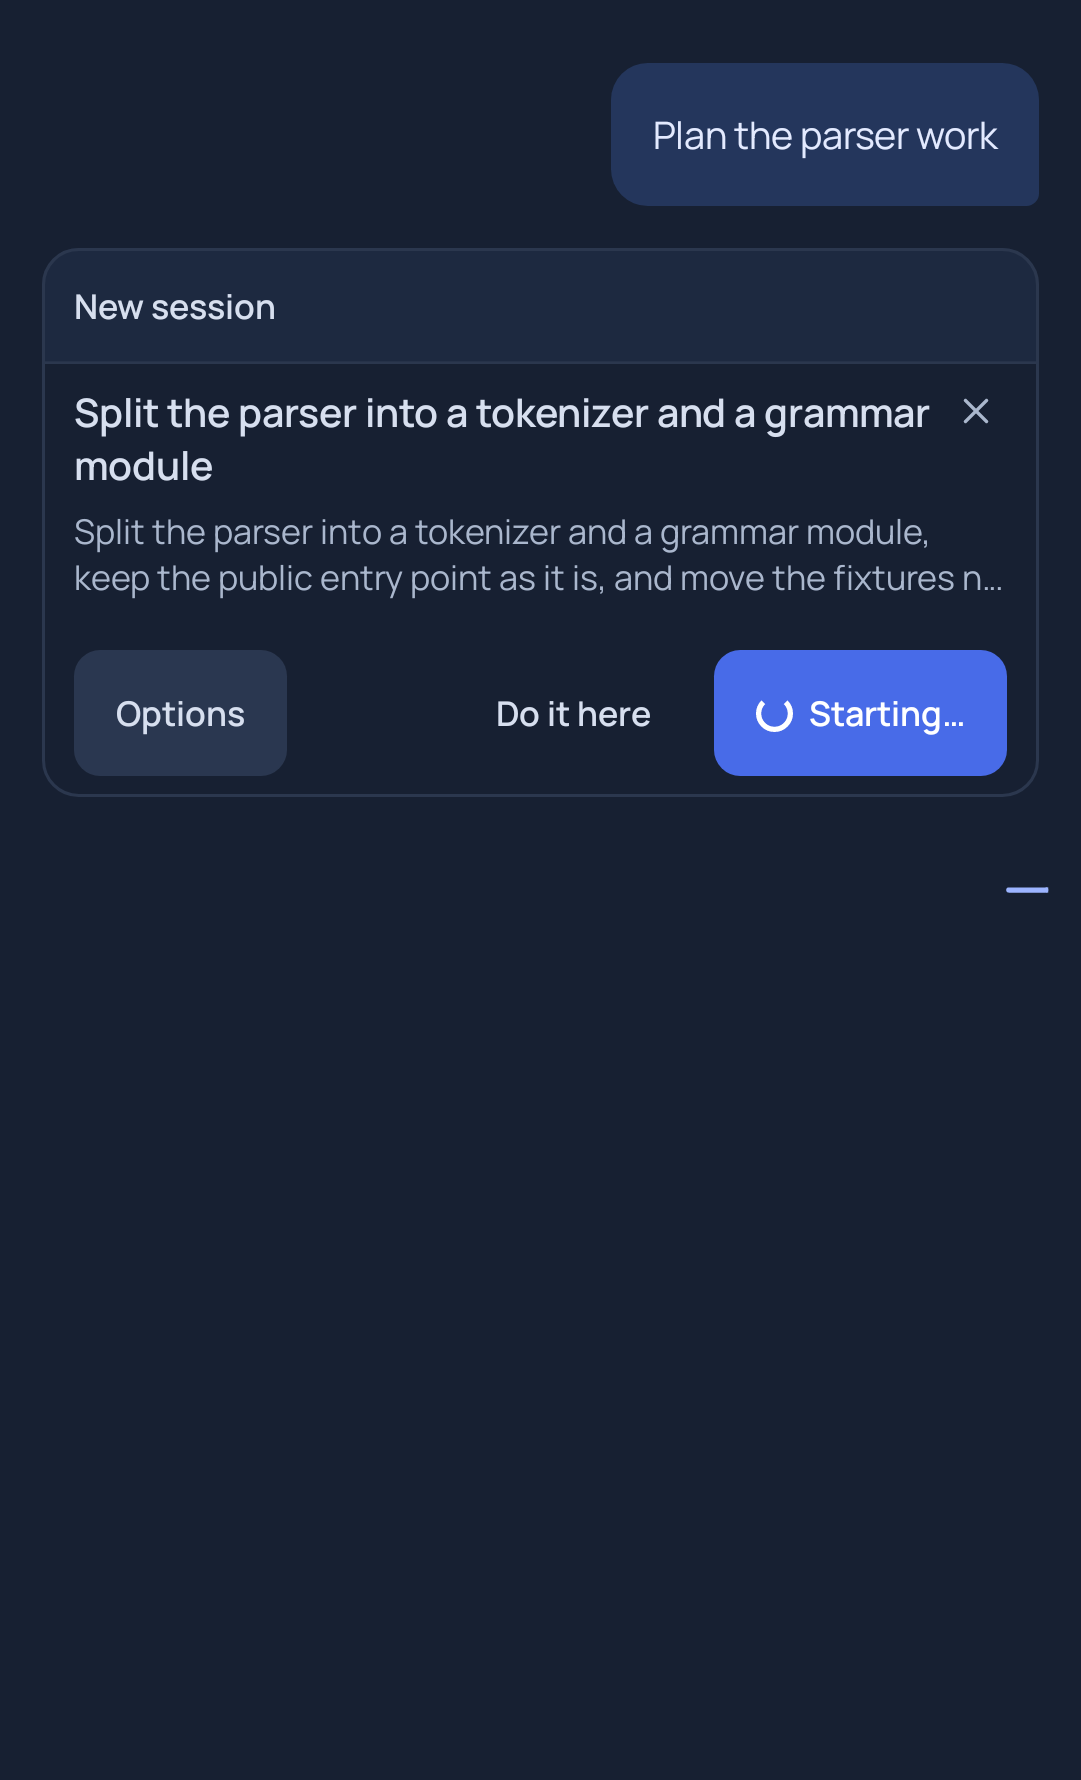 Plan the parser work
New session
Split the parser into a tokenizer and a grammar
module
Split the parser into a tokenizer and a grammar module,
keep the public entry point as it is, and move the fixtures n…
Options
Do it here
Starting…